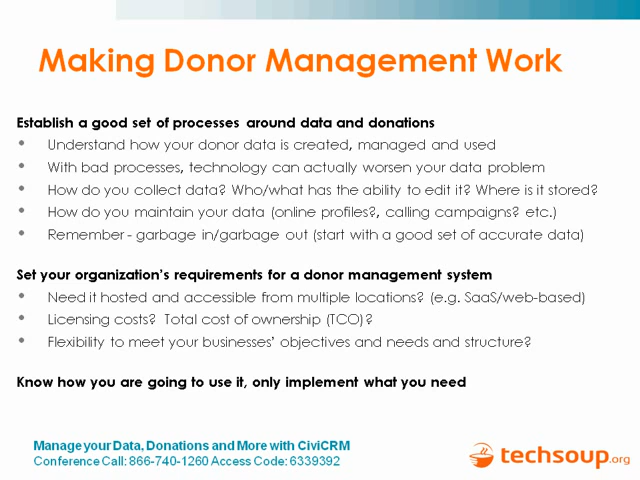 Making Donor Management Work
Establish a good set of processes around data and donations
• Understand how your donor data is created, managed and used
• With bad processes, technology can actually worsen your data problem
• How do you collect data? Who/what has the ability to edit it? Where is it stored?
• How do you maintain your data (online profiles?, calling campaigns? etc.)
• Remember - garbage in/garbage out (start with a good set of accurate data)
Set your organization's requirements for a donor management system
• Need it hosted and accessible from multiple locations? (e.g. SaaS/web-based)
• Licensing costs?  Total cost of ownership (TCO)?
• Flexibility to meet your businesses' objectives and needs and structure?
Know how you are going to use it, only implement what you need
Manage your Data, Donations and More with CiviCRM
Conference Call: 866-740-1260 Access Code: 6339392
techsoup.org